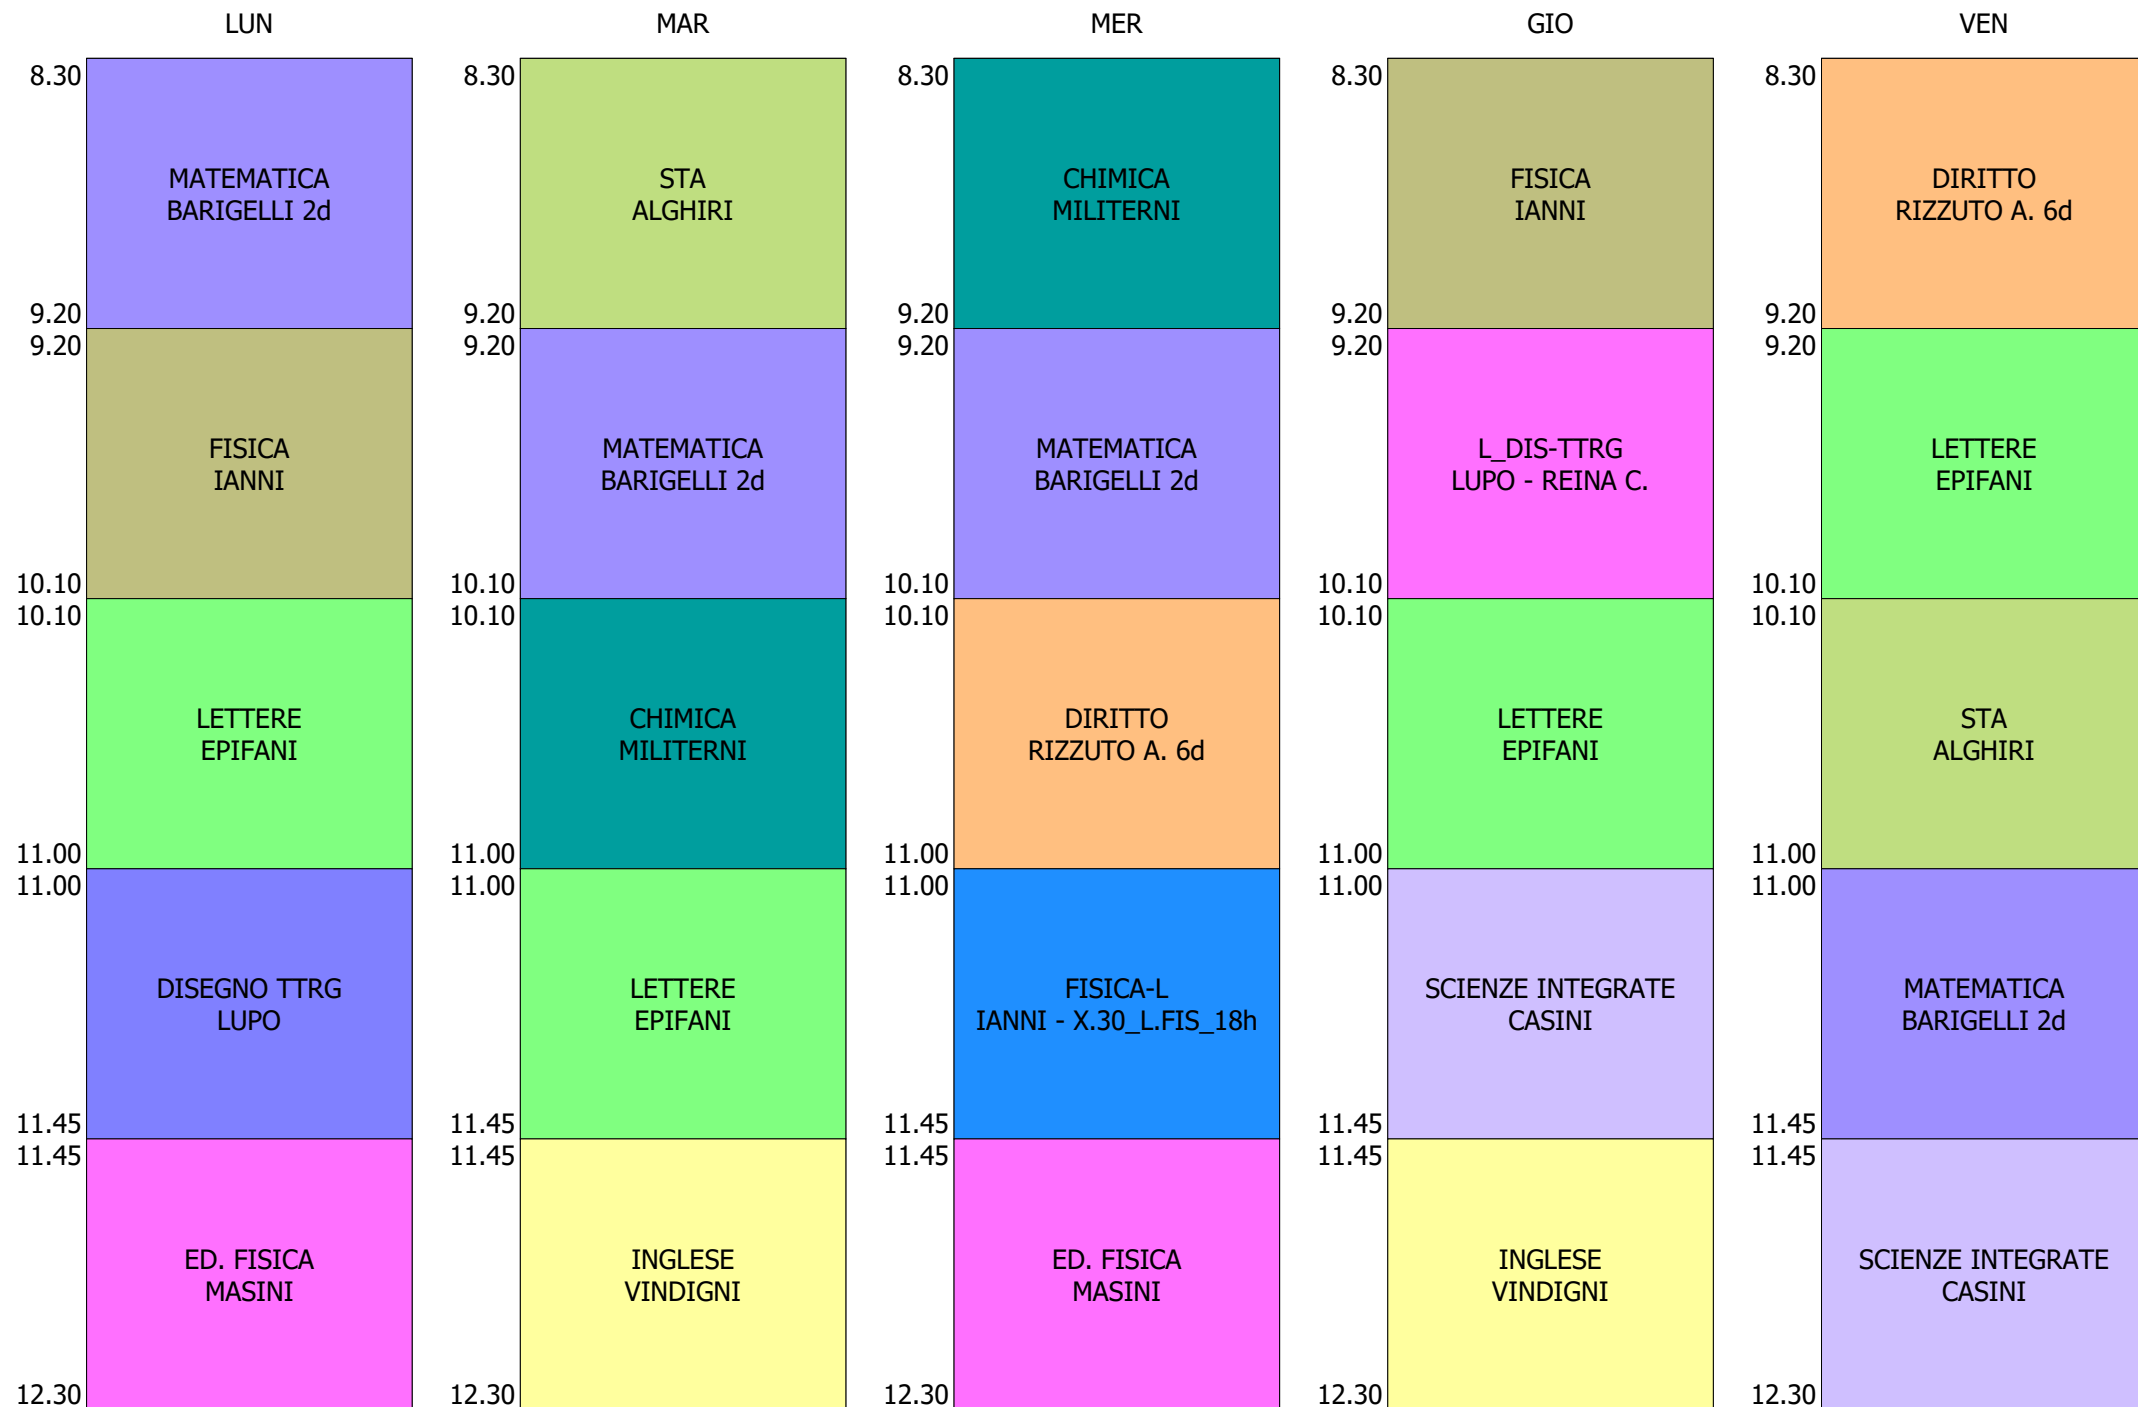 LUN
MAR
MER
GIO
VEN
8.30
MATEMATICA
BARIGELLI 2d
9.20
8.30
STA
ALGHIRI
9.20
8.30
CHIMICA
MILITERNI
9.20
8.30
FISICA
IANNI
9.20
8.30
DIRITTO
RIZZUTO A. 6d
9.20
9.20
FISICA
IANNI
10.10
9.20
MATEMATICA
BARIGELLI 2d
10.10
9.20
MATEMATICA
BARIGELLI 2d
10.10
9.20
L_DIS-TTRG
LUPO - REINA C.
10.10
9.20
LETTERE
EPIFANI
10.10
10.10
LETTERE
EPIFANI
11.00
10.10
CHIMICA
MILITERNI
11.00
10.10
DIRITTO
RIZZUTO A. 6d
11.00
10.10
LETTERE
EPIFANI
11.00
10.10
STA
ALGHIRI
11.00
11.00
DISEGNO TTRG
LUPO
11.45
11.00
LETTERE
EPIFANI
11.45
11.00
FISICA-L
IANNI - X.30_L.FIS_18h
11.45
11.00
SCIENZE INTEGRATE
CASINI
11.45
11.00
MATEMATICA
BARIGELLI 2d
11.45
11.45
ED. FISICA
MASINI
12.30
11.45
INGLESE
VINDIGNI
12.30
11.45
ED. FISICA
MASINI
12.30
11.45
INGLESE
VINDIGNI
12.30
11.45
SCIENZE INTEGRATE
CASINI
12.30